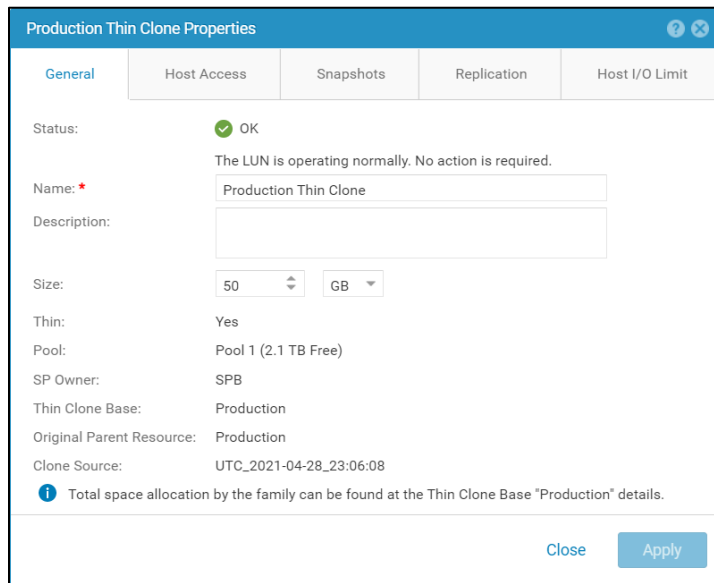 Production Thin Clone Properties
General Host Access Snapshots Replication Host I/O Limit
Status: OK
The LUN is operating normally. No action is required.
Name: * Production Thin Clone
Description:
Size: 50 GB
Thin: Yes
Pool: Pool 1 (2.1 TB Free)
SP Owner: SPB
Thin Clone Base: Production
Original Parent Resource: Production
Clone Source: UTC_2021-04-28_23:06:08
Total space allocation by the family can be found at the Thin Clone Base "Production" details.
Close Apply